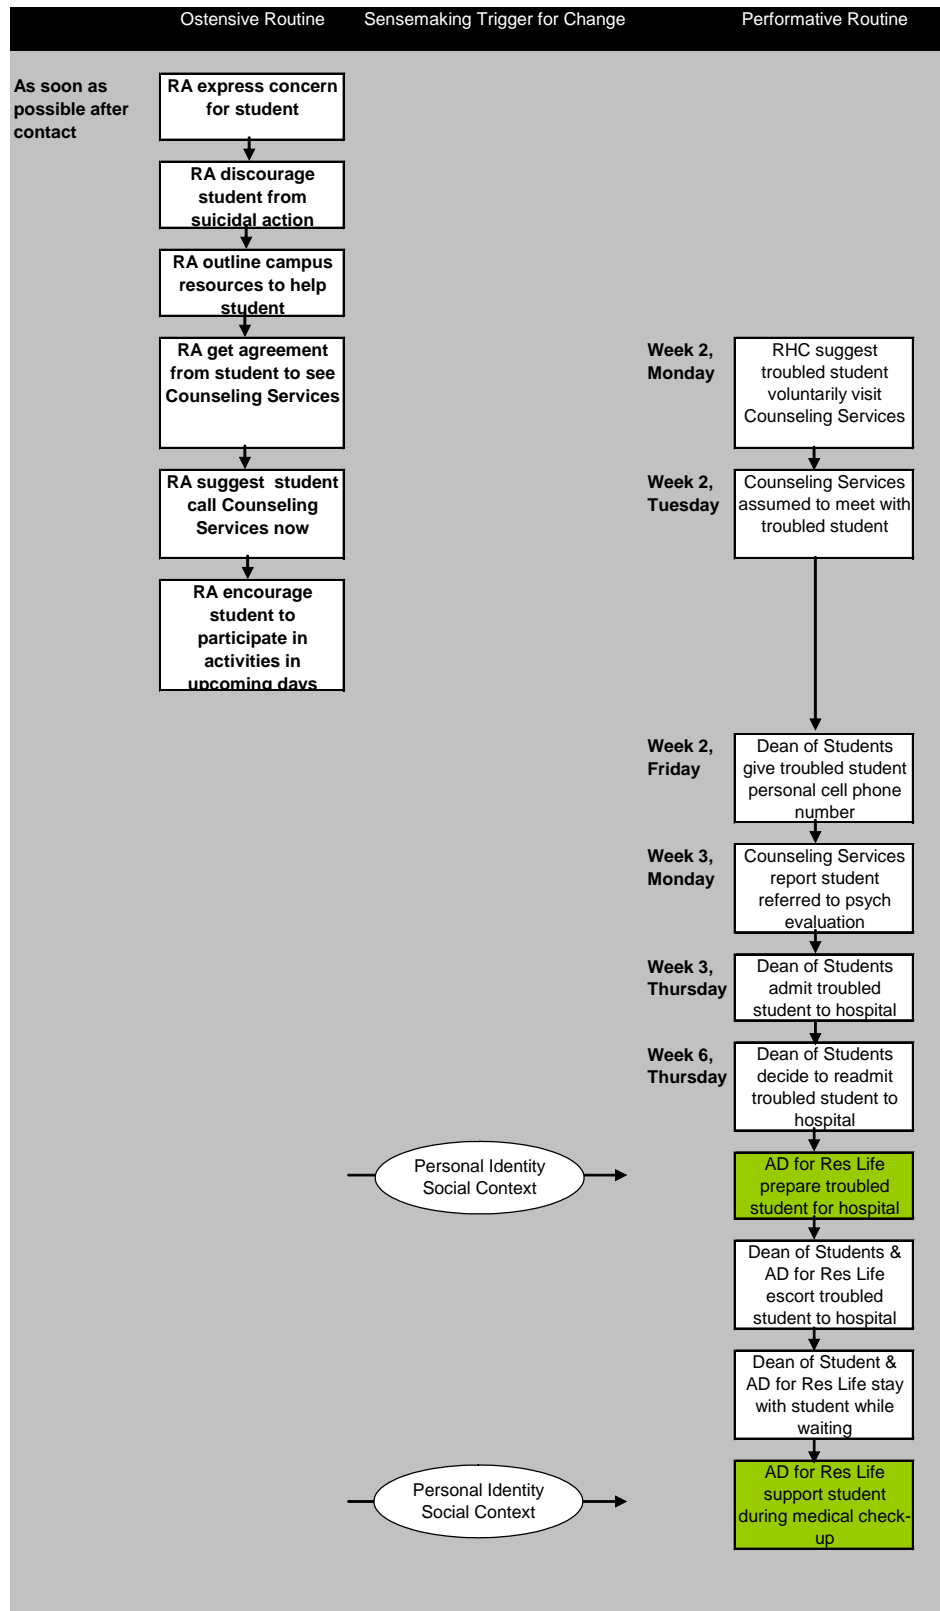 Ostensive Routine
Sensemaking Trigger for Change
Performative Routine
As soon as
possible after
contact
RA express concern
for student
RA discourage
student from
suicidal action
RA outline campus
resources to help
student
RA get agreement
from student to see
Counseling Services
RA suggest student
call Counseling
Services now
RA encourage
student to
participate in
activities in
upcoming days
Week 2,
Monday
RHC suggest
troubled student
voluntarily visit
Counseling Services
Week 2,
Tuesday
Counseling Services
assumed to meet with
troubled student
Week 2,
Friday
Dean of Students
give troubled student
personal cell phone
number
Week 3,
Monday
Counseling Services
report student
referred to psych
evaluation
Week 3,
Thursday
Dean of Students
admit troubled
student to hospital
Week 6,
Thursday
Dean of Students
decide to readmit
troubled student to
hospital
Personal Identity
Social Context
AD for Res Life
prepare troubled
student for hospital
Dean of Students &
AD for Res Life
escort troubled
student to hospital
Dean of Student &
AD for Res Life stay
with student while
waiting
Personal Identity
Social Context
AD for Res Life
support student
during medical check-
up